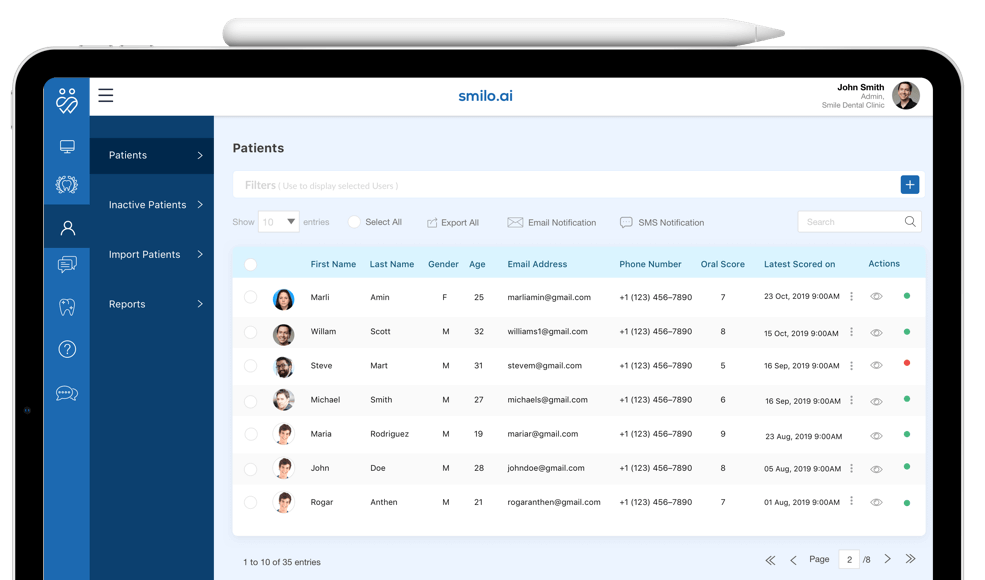 smilo.ai
John Smith
Admin,
Smile Dental Clinic
Patients
Inactive Patients
Import Patients
Reports
Patients
Filters ( Use to display selected Users )
Show 10 entries Select All Export All Email Notification SMS Notification Search
First Name Last Name Gender Age Email Address Phone Number Oral Score Latest Scored on Actions
Marli Amin F 25 marliamin@gmail.com +1 (123) 456–7890 7 23 Oct, 2019 9:00AM
Willam Scott M 32 williams1@gmail.com +1 (123) 456–7890 8 15 Oct, 2019 9:00AM
Steve Mart M 31 stevem@gmail.com +1 (123) 456–7890 5 16 Sep, 2019 9:00AM
Michael Smith M 27 michaels@gmail.com +1 (123) 456–7890 6 16 Sep, 2019 9:00AM
Maria Rodriguez M 19 mariar@gmail.com +1 (123) 456–7890 9 23 Aug, 2019 9:00AM
John Doe M 28 johndoe@gmail.com +1 (123) 456–7890 8 05 Aug, 2019 9:00AM
Rogar Anthen M 21 rogaranthen@gmail.com +1 (123) 456–7890 7 01 Aug, 2019 9:00AM
1 to 10 of 35 entries
Page 2 /8